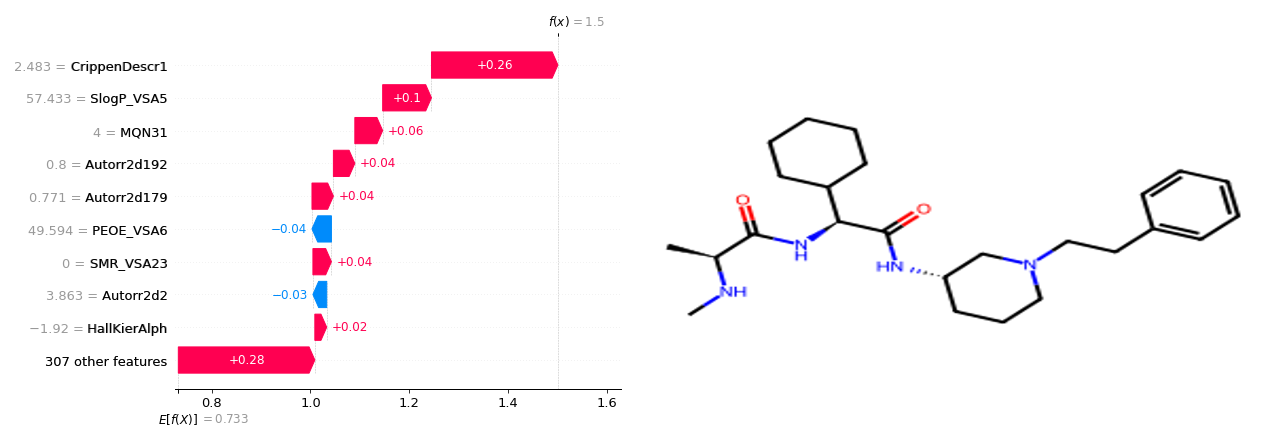 f(x) = 1.5
2.483 = CrippenDescr1 +0.26
57.433 = SlogP_VSA5 +0.1
4 = MQN31 +0.06
0.8 = Autorr2d192 +0.04
0.771 = Autorr2d179 +0.04
49.594 = PEOE_VSA6 −0.04
0 = SMR_VSA23 +0.04
3.863 = Autorr2d2 −0.03
−1.92 = HallKierAlph +0.02
307 other features +0.28
0.8 1.0 1.2 1.4 1.6
E[f(X)] = 0.733
O
O
N
H
HN
N
NH